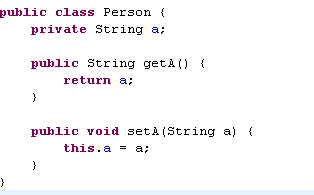 public class Person {
    private String a;

    public String getA() {
        return a;
    }

    public void setA(String a) {
        this.a = a;
    }
}